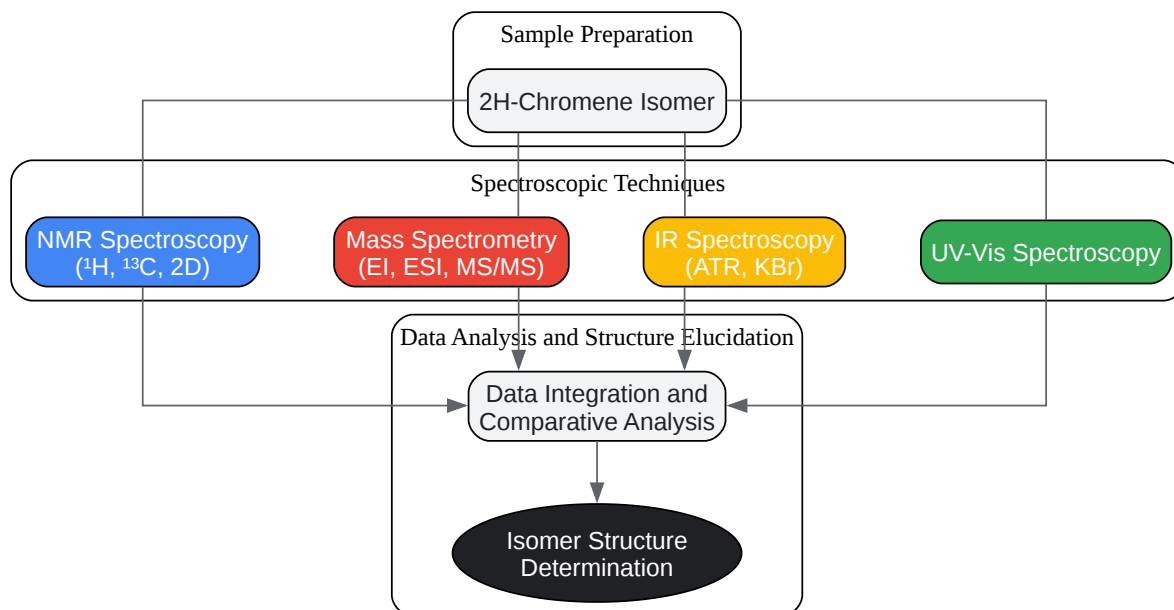 Sample Preparation
2H-Chromene Isomer
Spectroscopic Techniques
NMR Spectroscopy
(¹H, ¹³C, 2D)
Mass Spectrometry
(EI, ESI, MS/MS)
IR Spectroscopy
(ATR, KBr)
UV-Vis Spectroscopy
Data Analysis and Structure Elucidation
Data Integration and
Comparative Analysis
Isomer Structure
Determination